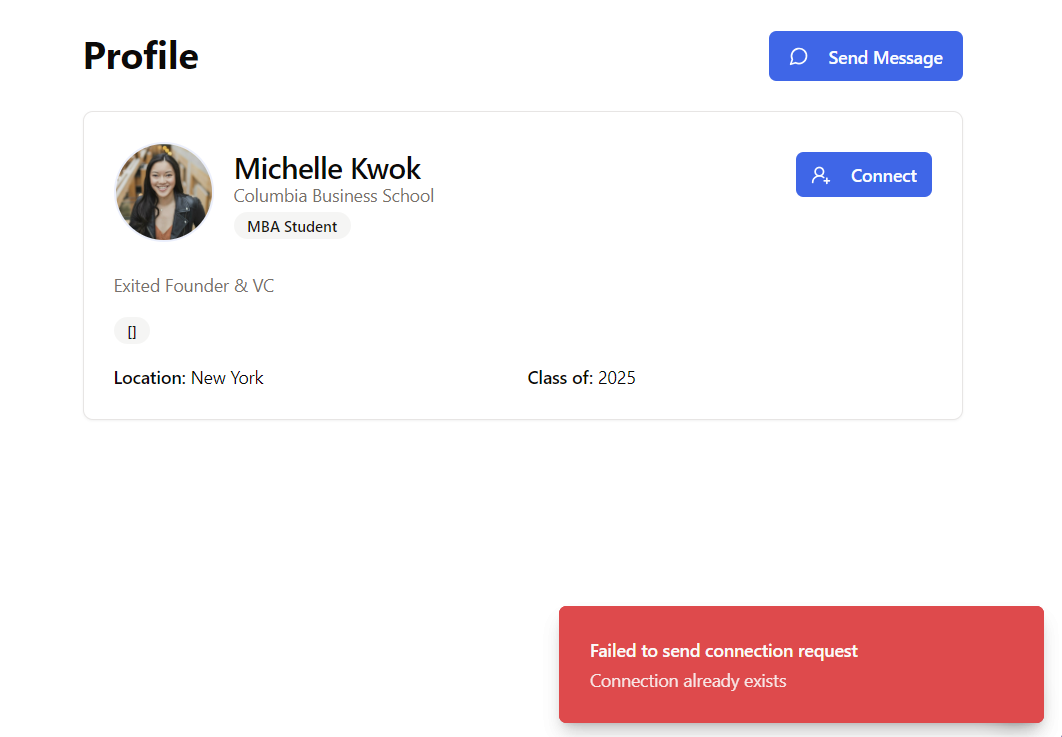 Profile
Send Message
Michelle Kwok
Columbia Business School
MBA Student
Connect
Exited Founder & VC
[]
Location: New York
Class of: 2025
Failed to send connection request
Connection already exists